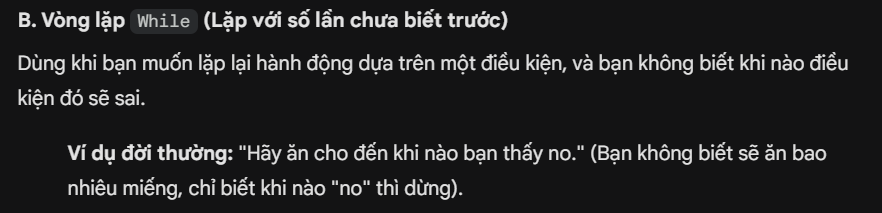 B. Vòng lặp While (Lặp với số lần chưa biết trước)
Dùng khi bạn muốn lặp lại hành động dựa trên một điều kiện, và bạn không biết khi nào điều
kiện đó sẽ sai.
Ví dụ đời thường: "Hãy ăn cho đến khi nào bạn thấy no." (Bạn không biết sẽ ăn bao
nhiêu miếng, chỉ biết khi nào "no" thì dừng).